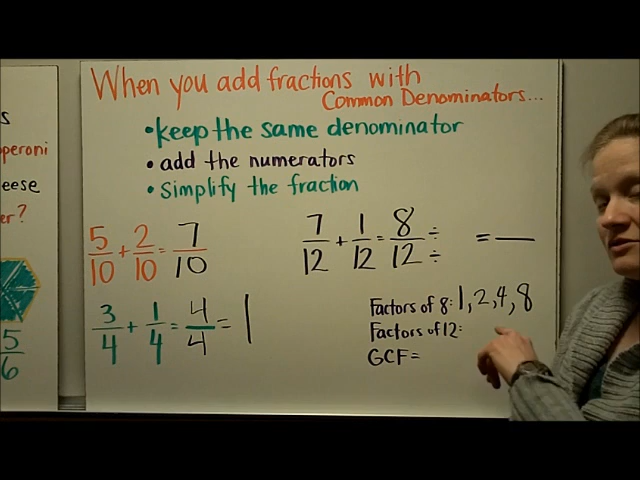 When you add fractions with
Common Denominators...
•keep the same denominator
•add the numerators
•simplify the fraction
5/10 + 2/10 = 7/10
7/12 + 1/12 = 8/12 ÷ ÷ = __
3/4 + 1/4 = 4/4 = 1
Factors of 8: 1, 2, 4, 8
Factors of 12:
GCF=
peroni
eese
er?
5/6